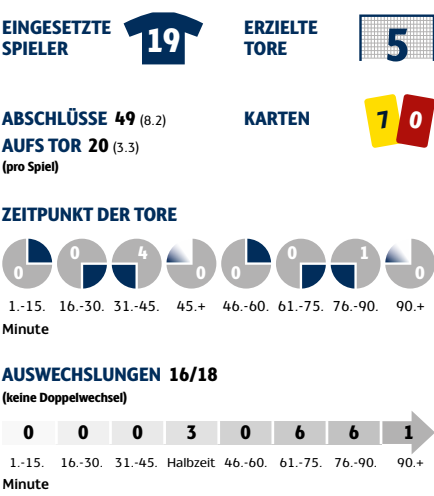 EINGESETZTE SPIELER 19
ERZIELTE TORE 5
ABSCHLÜSSE 49 (8.2)
AUFS TOR 20 (3.3)
(pro Spiel)
KARTEN 7 0
ZEITPUNKT DER TORE
0 0 4 0 0 0 1 0
1.-15. 16.-30. 31.-45. 45.+ 46.-60. 61.-75. 76.-90. 90.+
Minute
AUSWECHSLUNGEN 16/18
(keine Doppelwechsel)
0 0 0 3 0 6 6 1
1.-15. 16.-30. 31.-45. Halbzeit 46.-60. 61.-75. 76.-90. 90.+
Minute